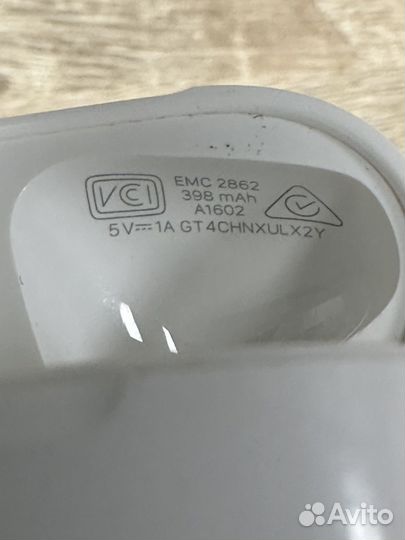 VCI
EMC 2862
398 mAh
A1602
5V⎓1A GT4CHNXULX2Y
Avito